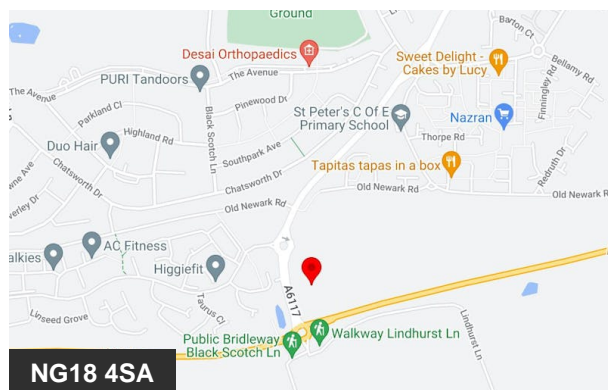 Ground
Desai Orthopaedics
Barton Ct
Sweet Delight -
Cakes by Lucy
Bellamy Rd
PURI Tandoors
The Avenue
Finningley Rd
The Avenue
Parkland Cl
Pinewood Dr
Black Scotch Ln
St Peter's C Of E
Primary School
Nazran
Highland Rd
Thorpe Rd
Duo Hair
Southpark Ave
Redruth Dr
Tapitas tapas in a box
Chatsworth Dr
Chatsworth Dr
Old Newark Rd
Old Newark Rd
Old Newark Rd
verley Dr
AC Fitness
alkies
Higgiefit
A6117
Taurus Cl
Linseed Grove
Lindhurst Ln
Public Bridleway
Black Scotch Ln
Walkway Lindhurst Ln
NG18 4SA